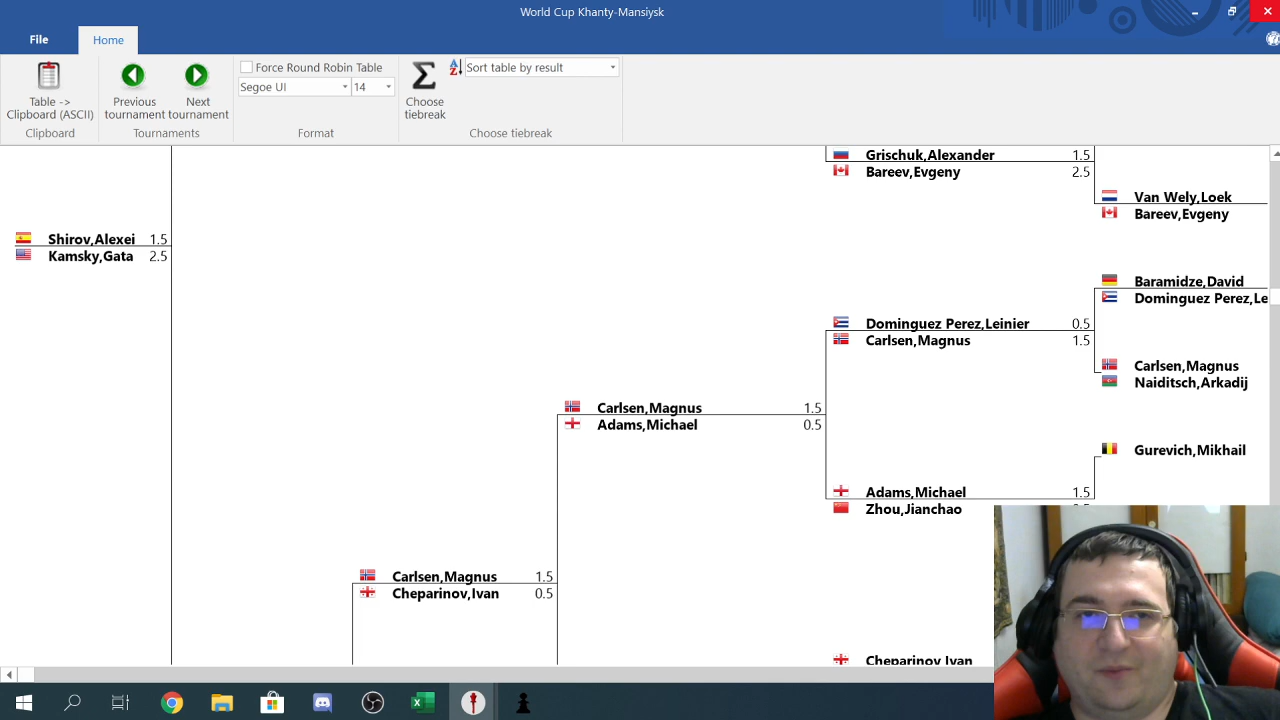 World Cup Khanty-Mansiysk
File
Home
Table ->
Clipboard (ASCII)
Clipboard
Previous
tournament
Next
tournament
Tournaments
Force Round Robin Table
Segoe UI
14
Format
Choose
tiebreak
Sort table by result
Choose tiebreak
Grischuk,Alexander 1.5
Bareev,Evgeny 2.5
Van Wely,Loek
Bareev,Evgeny
Shirov,Alexei 1.5
Kamsky,Gata 2.5
Baramidze,David
Dominguez Perez,Le
Dominguez Perez,Leinier 0.5
Carlsen,Magnus 1.5
Carlsen,Magnus
Naiditsch,Arkadij
Carlsen,Magnus 1.5
Adams,Michael 0.5
Gurevich,Mikhail
Adams,Michael 1.5
Zhou,Jianchao
Carlsen,Magnus 1.5
Cheparinov,Ivan 0.5
Cheparinov,Ivan